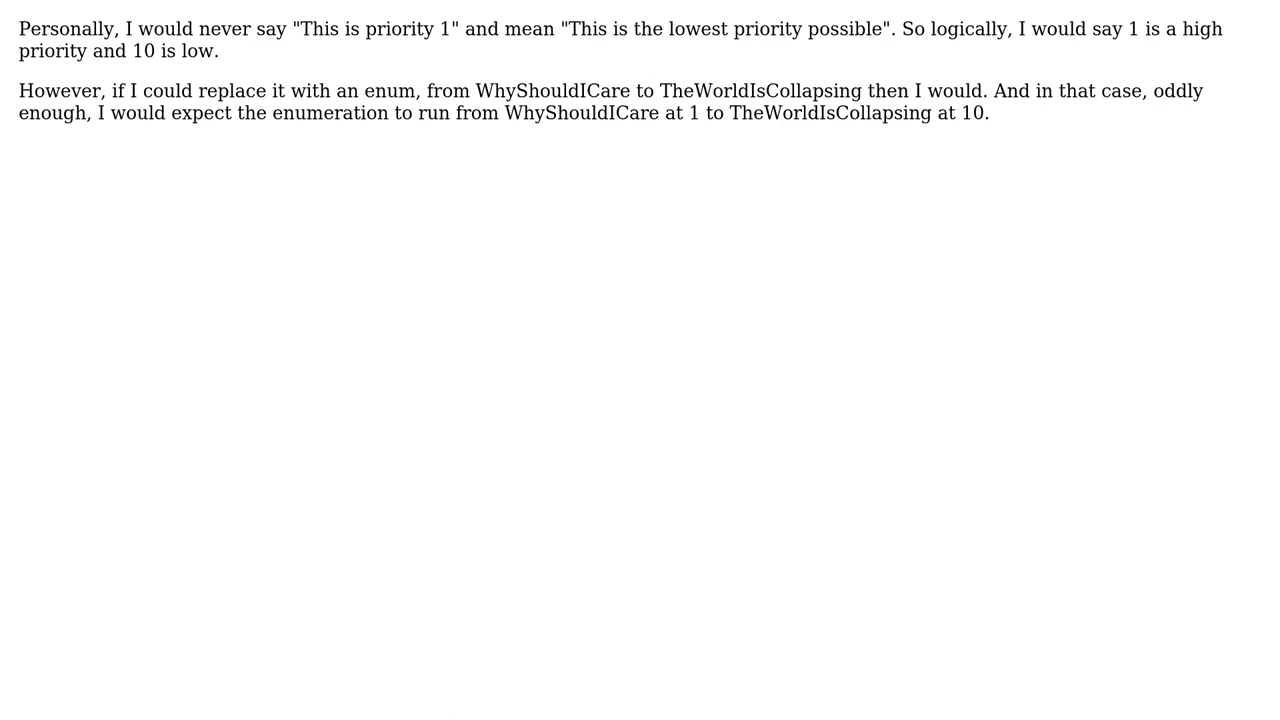 Personally, I would never say "This is priority 1" and mean "This is the lowest priority possible". So logically, I would say 1 is a high
priority and 10 is low.
However, if I could replace it with an enum, from WhyShouldICare to TheWorldIsCollapsing then I would. And in that case, oddly
enough, I would expect the enumeration to run from WhyShouldICare at 1 to TheWorldIsCollapsing at 10.